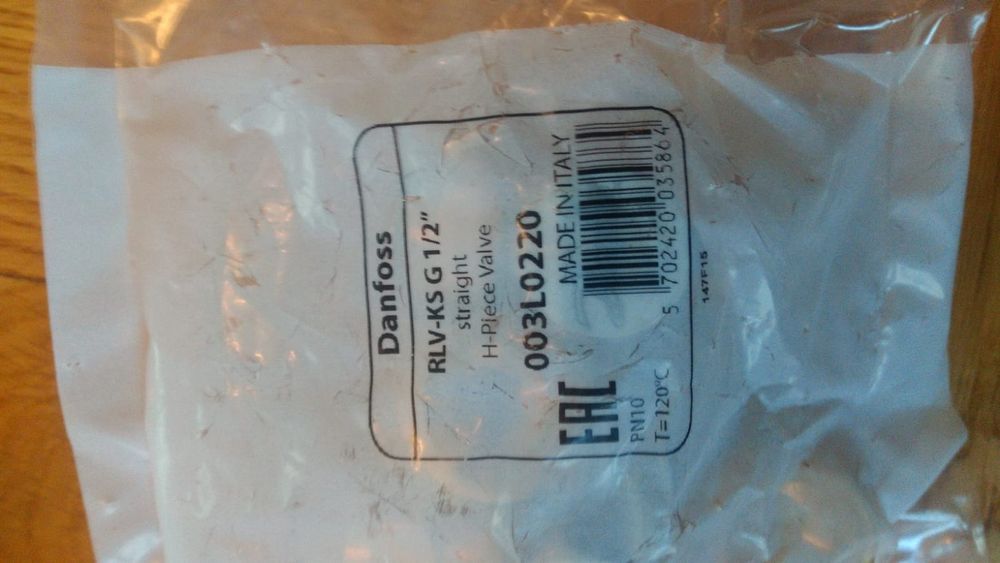 Danfoss
RLV-KS G 1/2"
straight
H-Piece Valve
003L0220
EAC
MADE IN ITALY
PN10
T=120°C
5 702420 035864
147F15